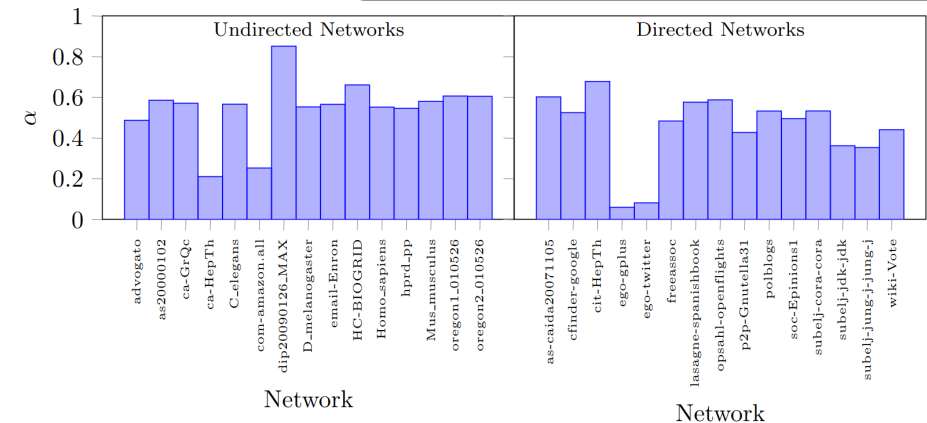 1
0.8
0.6
0.4
0.2
0
α
Undirected Networks
advogato
as20000102
ca-GrQc
ca-HepTh
C_elegans
com-amazon.all
dip20090126_MAX
D_melanogaster
email-Enron
HC-BIOGRID
Homo_sapiens
hprd_pp
Mus_musculus
oregon1_010526
oregon2_010526
Network
Directed Networks
as-caida20071105
cfinder-google
cit-HepTh
ego-gplus
ego-twitter
freeassoc
lasagne-spanishbook
opsahl-openflights
p2p-Gnutella31
polblogs
soc-Epinions1
subelj-cora-cora
subelj-jdk-jdk
subelj-jung-j-jung-j
wiki-Vote
Network